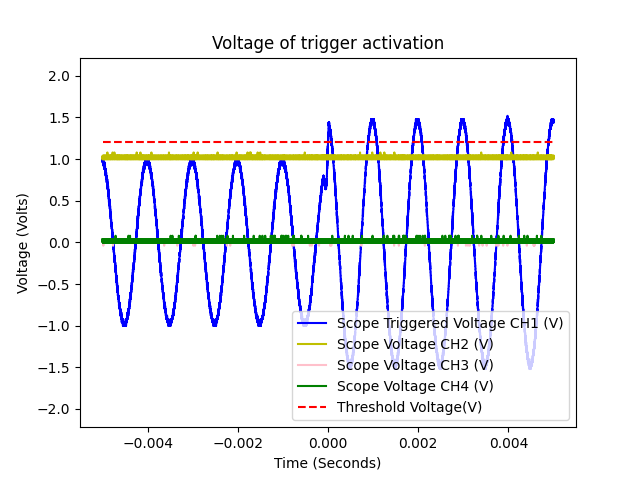 Voltage of trigger activation
Voltage (Volts)
2.0
1.5
1.0
0.5
0.0
−0.5
−1.0
−1.5
−2.0
Scope Triggered Voltage CH1 (V)
Scope Voltage CH2 (V)
Scope Voltage CH3 (V)
Scope Voltage CH4 (V)
Threshold Voltage(V)
−0.004 −0.002 0.000 0.002 0.004
Time (Seconds)